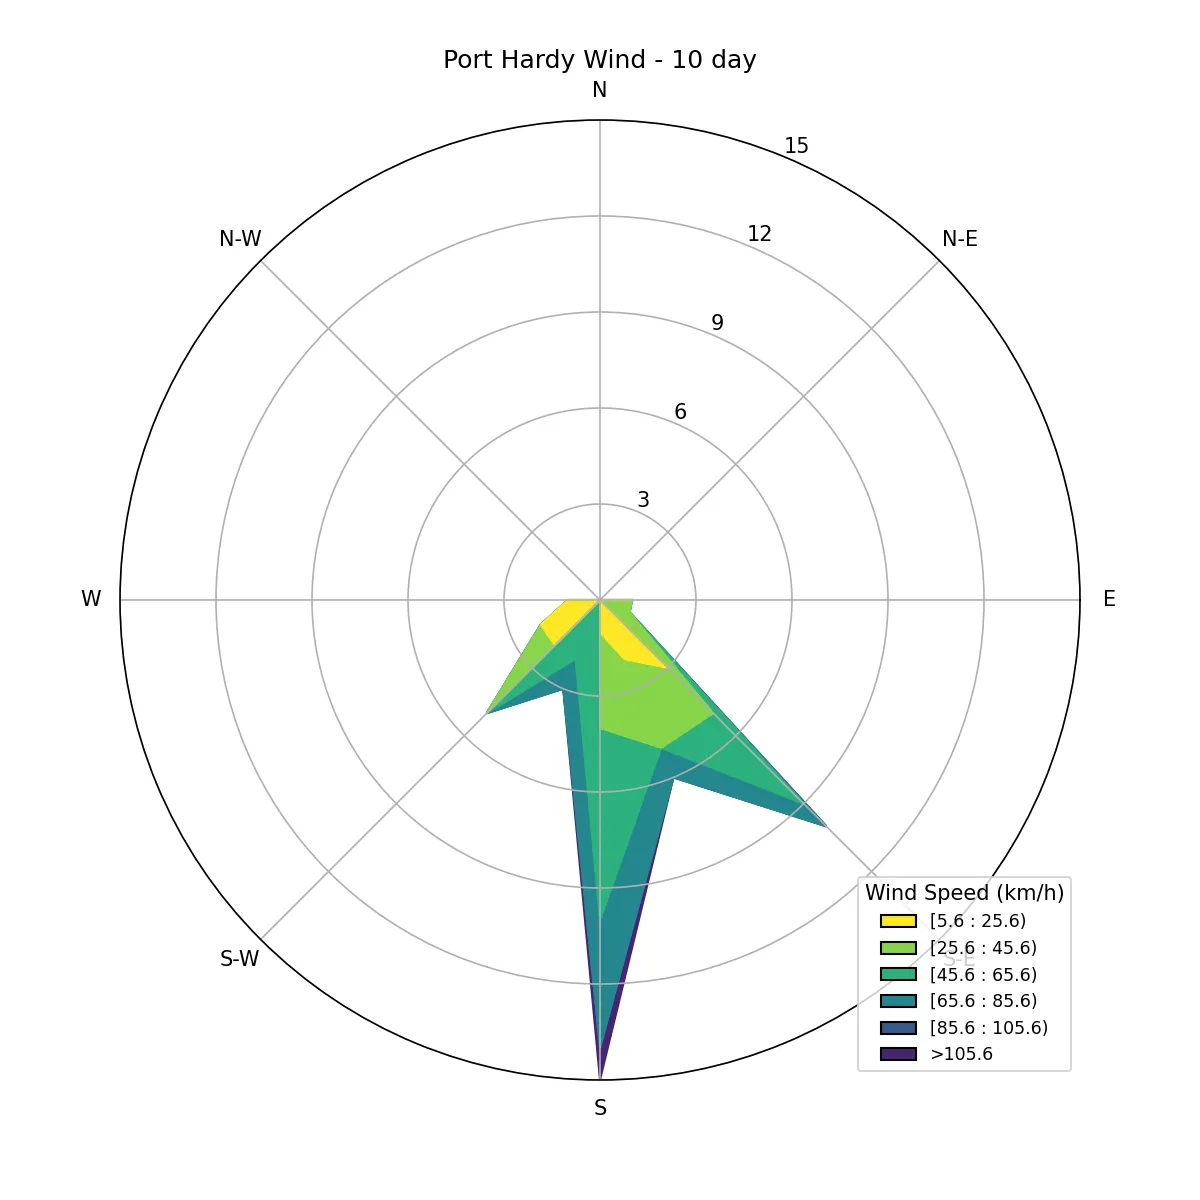 Port Hardy Wind - 10 day
N
15
12
N-W
N-E
9
6
3
W
E
Wind Speed (km/h)
[5.6 : 25.6)
[25.6 : 45.6)
S-W
S-E
[45.6 : 65.6)
[65.6 : 85.6)
[85.6 : 105.6)
>105.6
S